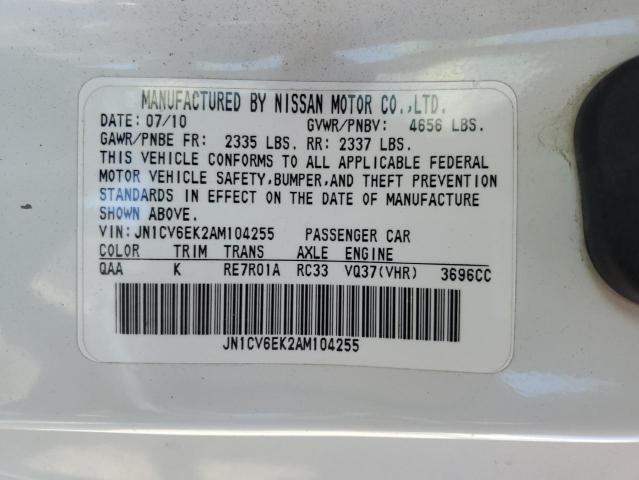 MANUFACTURED BY NISSAN MOTOR CO.,LTD.
DATE: 07/10 GVWR/PNBV: 4656 LBS.
GAWR/PNBE FR: 2335 LBS. RR: 2337 LBS.
THIS VEHICLE CONFORMS TO ALL APPLICABLE FEDERAL
MOTOR VEHICLE SAFETY,BUMPER,AND THEFT PREVENTION
STANDARDS IN EFFECT ON THE DATE OF MANUFACTURE
SHOWN ABOVE.
VIN: JN1CV6EK2AM104255 PASSENGER CAR
COLOR TRIM TRANS AXLE ENGINE
QAA K RE7R01A RC33 VQ37(VHR) 3696CC
JN1CV6EK2AM104255